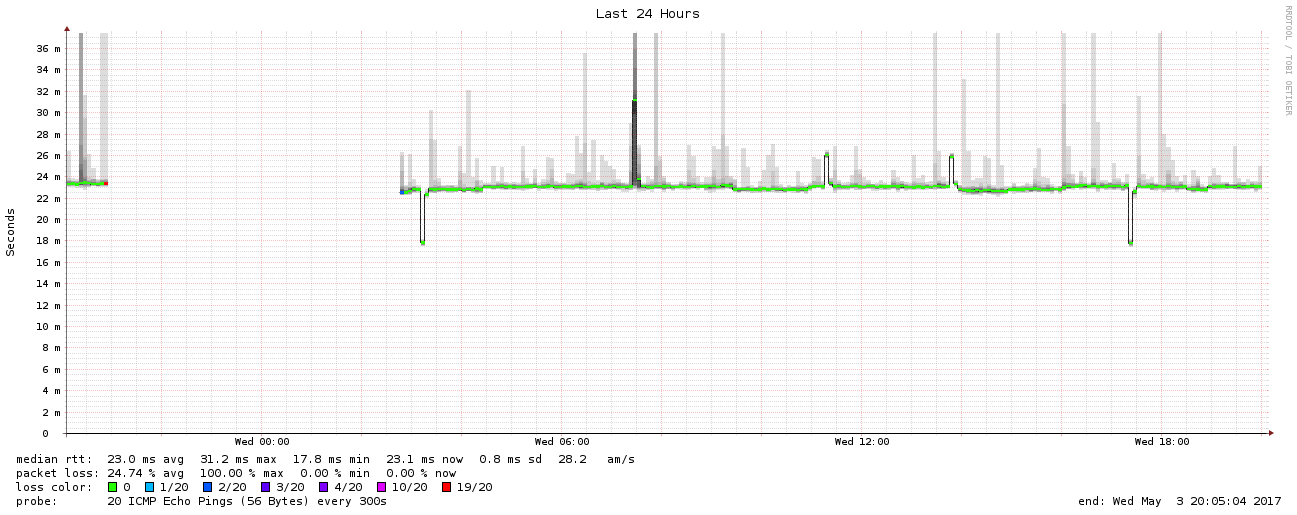 Last 24 Hours
RRDTOOL / TOBI OETIKER
Seconds
36 m
34 m
32 m
30 m
28 m
26 m
24 m
22 m
20 m
18 m
16 m
14 m
12 m
10 m
8 m
6 m
4 m
2 m
0
Wed 00:00 Wed 06:00 Wed 12:00 Wed 18:00
median rtt: 23.0 ms avg 31.2 ms max 17.8 ms min 23.1 ms now 0.8 ms sd 28.2 am/s
packet loss: 24.74 % avg 100.00 % max 0.00 % min 0.00 % now
loss color: 0 1/20 2/20 3/20 4/20 10/20 19/20
probe: 20 ICMP Echo Pings (56 Bytes) every 300s end: Wed May 3 20:05:04 2017